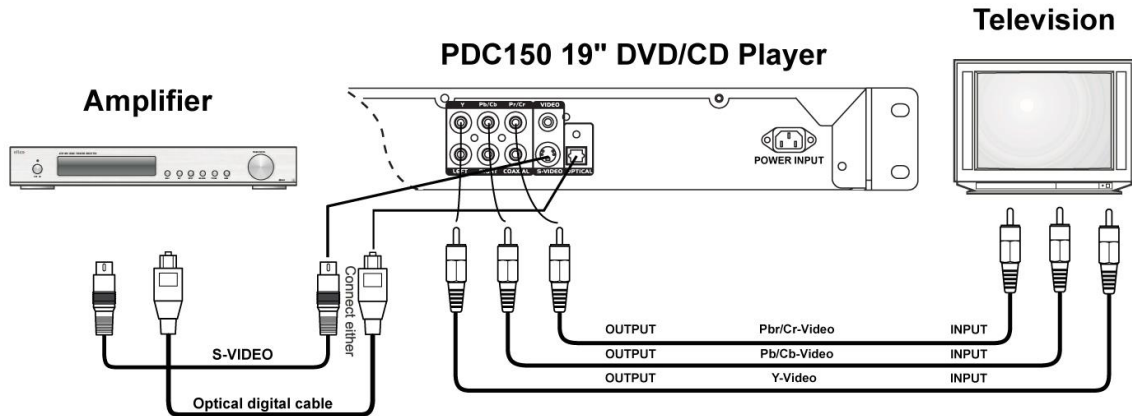 Television
PDC150 19" DVD/CD Player
Amplifier
Y Pb/Cb Pr/Cr VIDEO
LEFT COAXIAL S-VIDEO OPTICAL
POWER INPUT
Connect either
S-VIDEO
Optical digital cable
OUTPUT Pbr/Cr-Video INPUT
OUTPUT Pb/Cb-Video INPUT
OUTPUT Y-Video INPUT